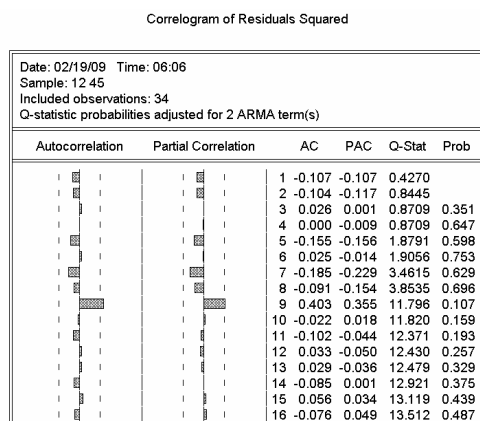 Correlogram of Residuals Squared
Date: 02/19/09 Time: 06:06
Sample: 12 45
Included observations: 34
Q-statistic probabilities adjusted for 2 ARMA term(s)
Autocorrelation Partial Correlation AC PAC Q-Stat Prob
1 -0.107 -0.107 0.4270
2 -0.104 -0.117 0.8445
3 0.026 0.001 0.8709 0.351
4 0.000 -0.009 0.8709 0.647
5 -0.155 -0.156 1.8791 0.598
6 0.025 -0.014 1.9056 0.753
7 -0.185 -0.229 3.4615 0.629
8 -0.091 -0.154 3.8535 0.696
9 0.403 0.355 11.796 0.107
10 -0.022 0.018 11.820 0.159
11 -0.102 -0.044 12.371 0.193
12 0.033 -0.050 12.430 0.257
13 0.029 -0.036 12.479 0.329
14 -0.085 0.001 12.921 0.375
15 0.056 0.034 13.119 0.439
16 -0.076 0.049 13.512 0.487